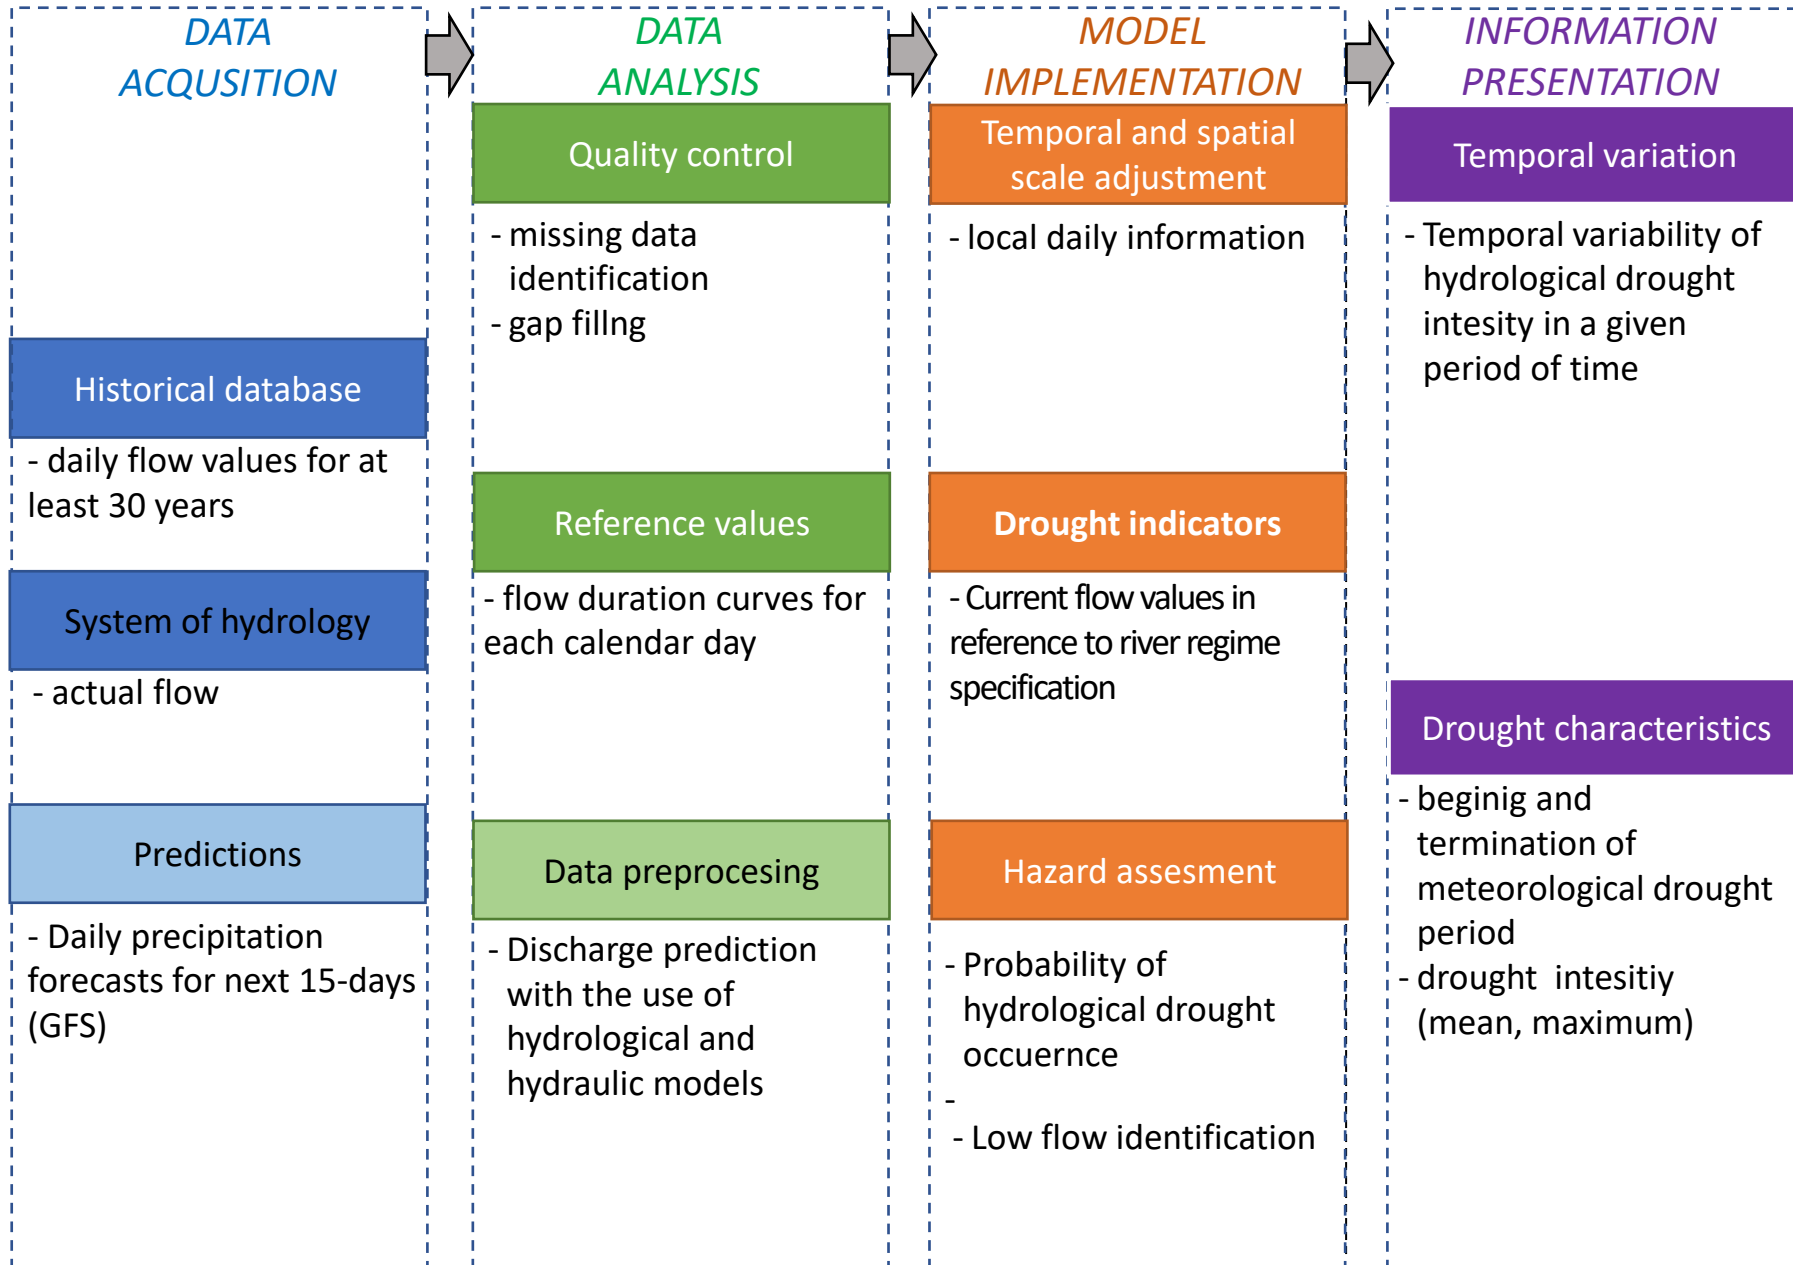 DATA
ACQUSITION
Historical database
- daily flow values for at
least 30 years
System of hydrology
- actual flow
Predictions
- Daily precipitation
forecasts for next 15-days
(GFS)
DATA
ANALYSIS
Quality control
- missing data
identification
- gap fillng
Reference values
- flow duration curves for
each calendar day
Data preprocesing
- Discharge prediction
with the use of
hydrological and
hydraulic models
MODEL
IMPLEMENTATION
Temporal and spatial
scale adjustment
- local daily information
Drought indicators
- Current flow values in
reference to river regime
specification
Hazard assesment
- Probability of
hydrological drought
occuernce
-
- Low flow identification
INFORMATION
PRESENTATION
Temporal variation
- Temporal variability of
hydrological drought
intesity in a given
period of time
Drought characteristics
- beginig and
termination of
meteorological drought
period
- drought intesitiy
(mean, maximum)